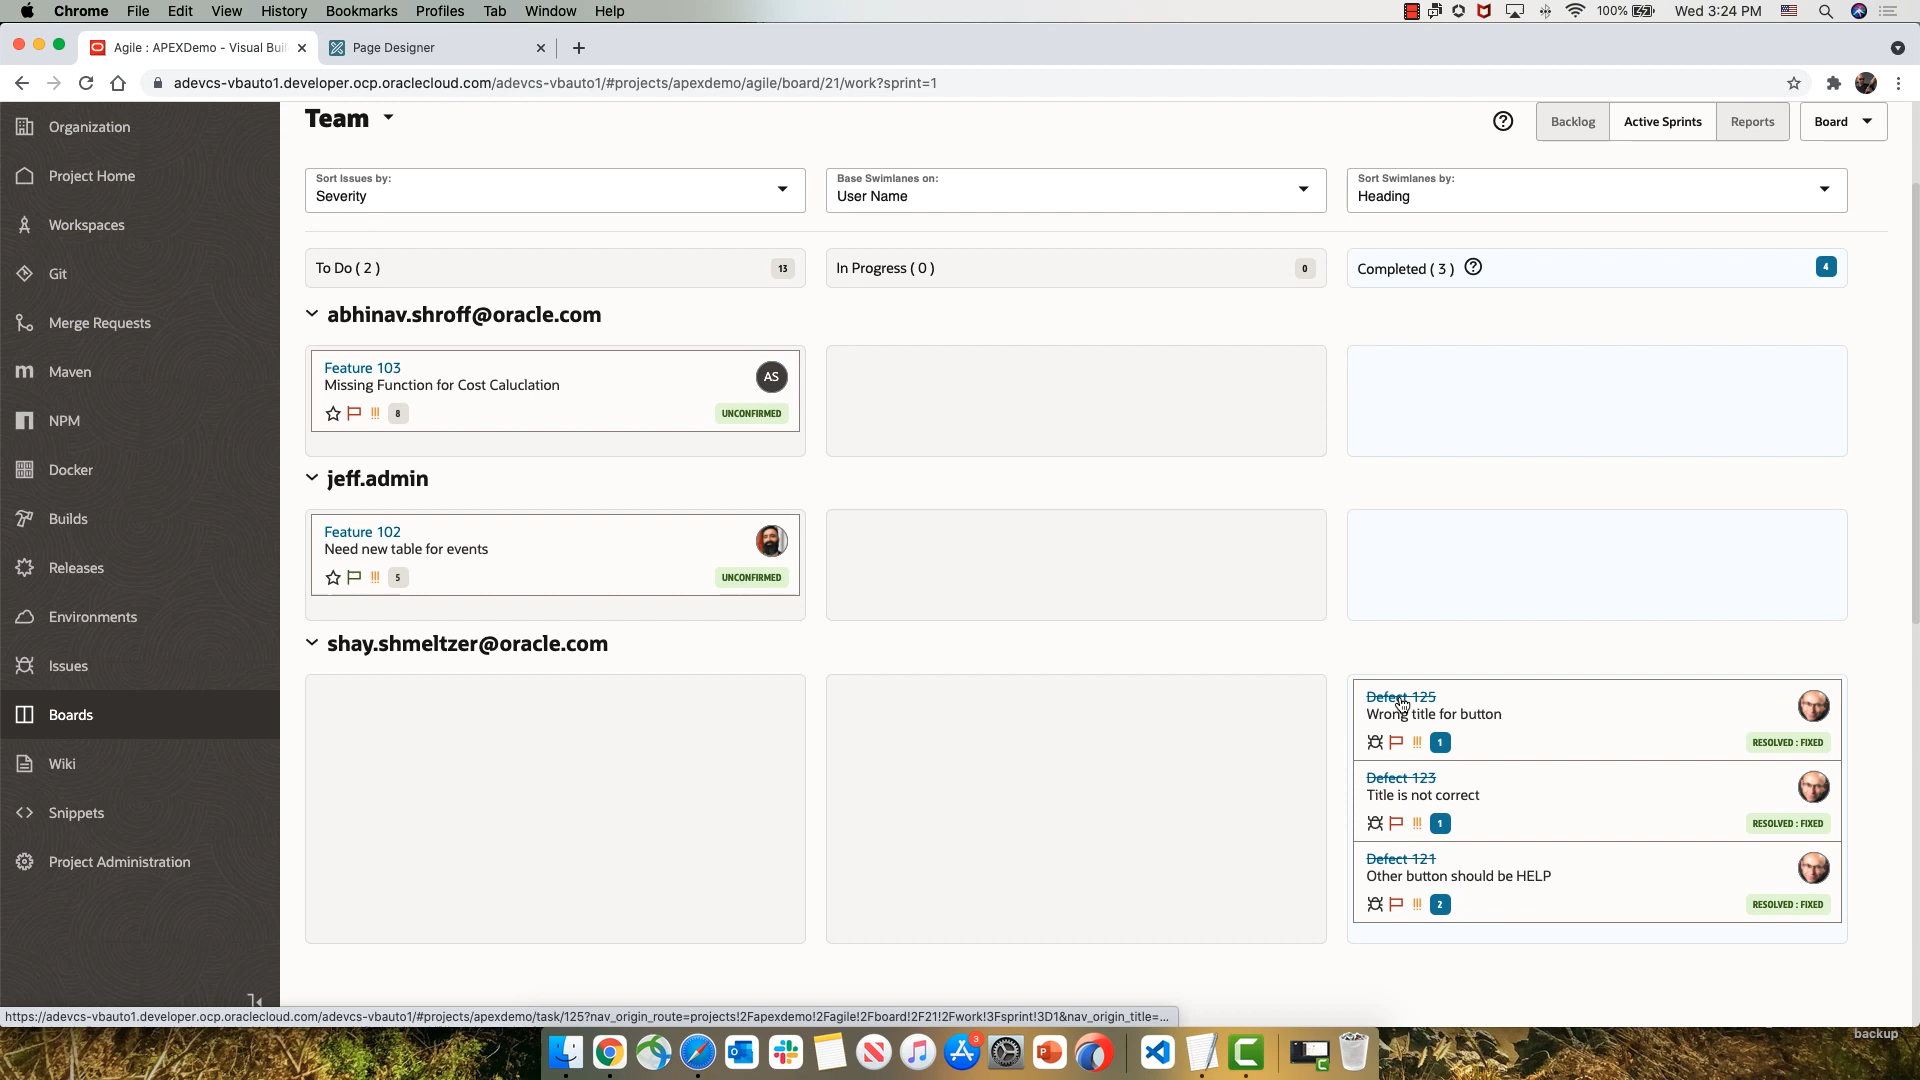 Chrome File Edit View History Bookmarks Profiles Tab Window Help
100% Wed 3:24 PM
Agile : APEXDemo - Visual Buil
Page Designer
adevcs-vbauto1.developer.ocp.oraclecloud.com/adevcs-vbauto1/#projects/apexdemo/agile/board/21/work?sprint=1
Organization
Project Home
Workspaces
Git
Merge Requests
Maven
NPM
Docker
Builds
Releases
Environments
Issues
Boards
Wiki
Snippets
Project Administration
Team
Backlog Active Sprints Reports Board
Sort Issues by:
Severity
Base Swimlanes on:
User Name
Sort Swimlanes by:
Heading
To Do ( 2 ) 13
In Progress ( 0 ) 0
Completed ( 3 ) 4
abhinav.shroff@oracle.com
Feature 103
Missing Function for Cost Caluclation
AS
8 UNCONFIRMED
jeff.admin
Feature 102
Need new table for events
5 UNCONFIRMED
shay.shmeltzer@oracle.com
Defect 125
Wrong title for button
1 RESOLVED : FIXED
Defect 123
Title is not correct
1 RESOLVED : FIXED
Defect 121
Other button should be HELP
2 RESOLVED : FIXED
https://adevcs-vbauto1.developer.ocp.oraclecloud.com/adevcs-vbauto1/#projects/apexdemo/task/125?nav_origin_route=projects!2Fapexdemo!2Fagile!2Fboard!2F21!2Fwork!3Fsprint!3D1&nav_origin_title=...
backup
3